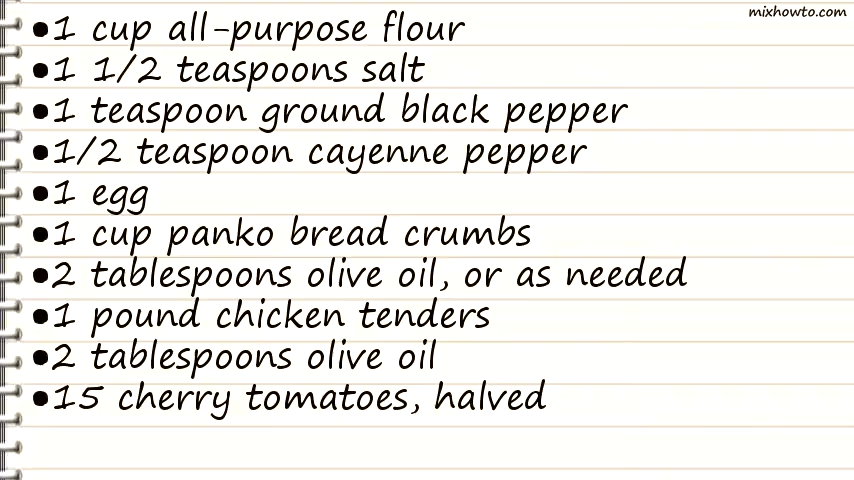 mixhowto.com
•1 cup all-purpose flour
•1 1/2 teaspoons salt
•1 teaspoon ground black pepper
•1/2 teaspoon cayenne pepper
•1 egg
•1 cup panko bread crumbs
•2 tablespoons olive oil, or as needed
•1 pound chicken tenders
•2 tablespoons olive oil
•15 cherry tomatoes, halved